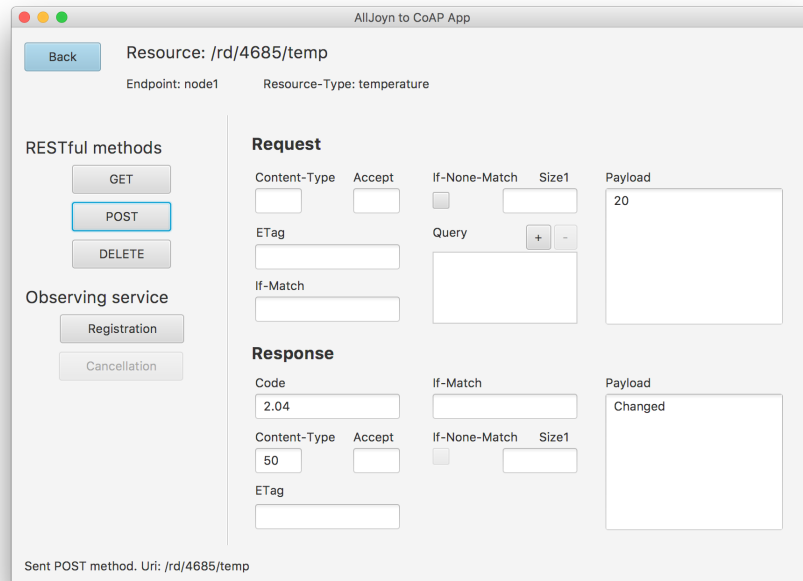 AllJoyn to CoAP App
Back
Resource: /rd/4685/temp
Endpoint: node1 Resource-Type: temperature
RESTful methods
GET
POST
DELETE
Observing service
Registration
Cancellation
Request
Content-Type Accept If-None-Match Size1 Payload
20
ETag Query + -
If-Match
Response
Code If-Match Payload
2.04 Changed
Content-Type Accept If-None-Match Size1
50
ETag
Sent POST method. Uri: /rd/4685/temp